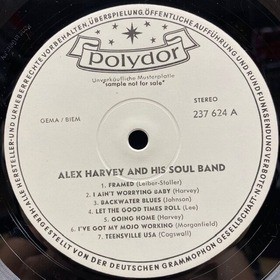 ALLE HERSTELLER- UND URHEBERRECHTE VORBEHALTEN, ÜBERSPIELUNG, ÖFFENTLICHE AUFFÜHRUNG UND RUNDFUNKSENDUNG VERBOTEN.
polydor
Unverkäufliche Musterplatte
"sample not for sale"
GEMA / BIEM
STEREO
237 624 A
ALEX HARVEY AND HIS SOUL BAND
1. FRAMED (Leiber-Stoller)
2. I AIN'T WORRYING BABY (Harvey)
3. BACKWATER BLUES (Johnson)
4. LET THE GOOD TIMES ROLL (Lee)
5. GOING HOME (Harvey)
6. I'VE GOT MY MOJO WORKING (Morganfield)
7. TEENSVILLE USA (Cogswall)
HERGESTELLT VON DER DEUTSCHEN GRAMMOPHON GESELLSCHAFT